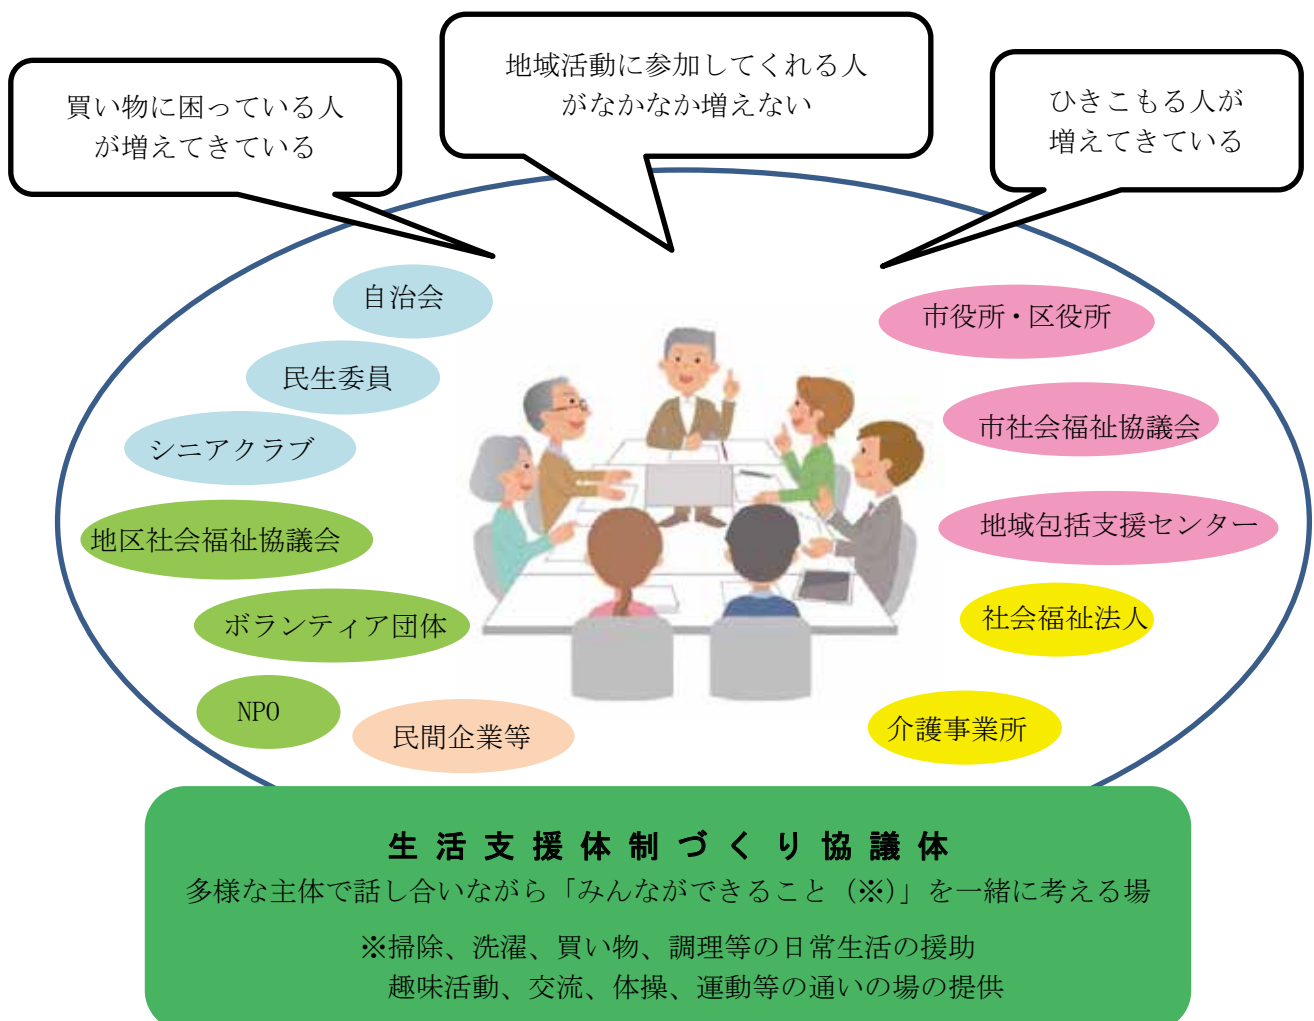 地域活動に参加してくれる人
がなかなか増えない
買い物に困っている人
が増えてきている
ひきこもる人が
増えてきている
自治会
民生委員
シニアクラブ
地区社会福祉協議会
ボランティア団体
NPO
民間企業等
市役所・区役所
市社会福祉協議会
地域包括支援センター
社会福祉法人
介護事業所
生活支援体制づくり協議体
多様な主体で話し合いながら「みんなができること（※）」を一緒に考える場
※掃除、洗濯、買い物、調理等の日常生活の援助
趣味活動、交流、体操、運動等の通いの場の提供